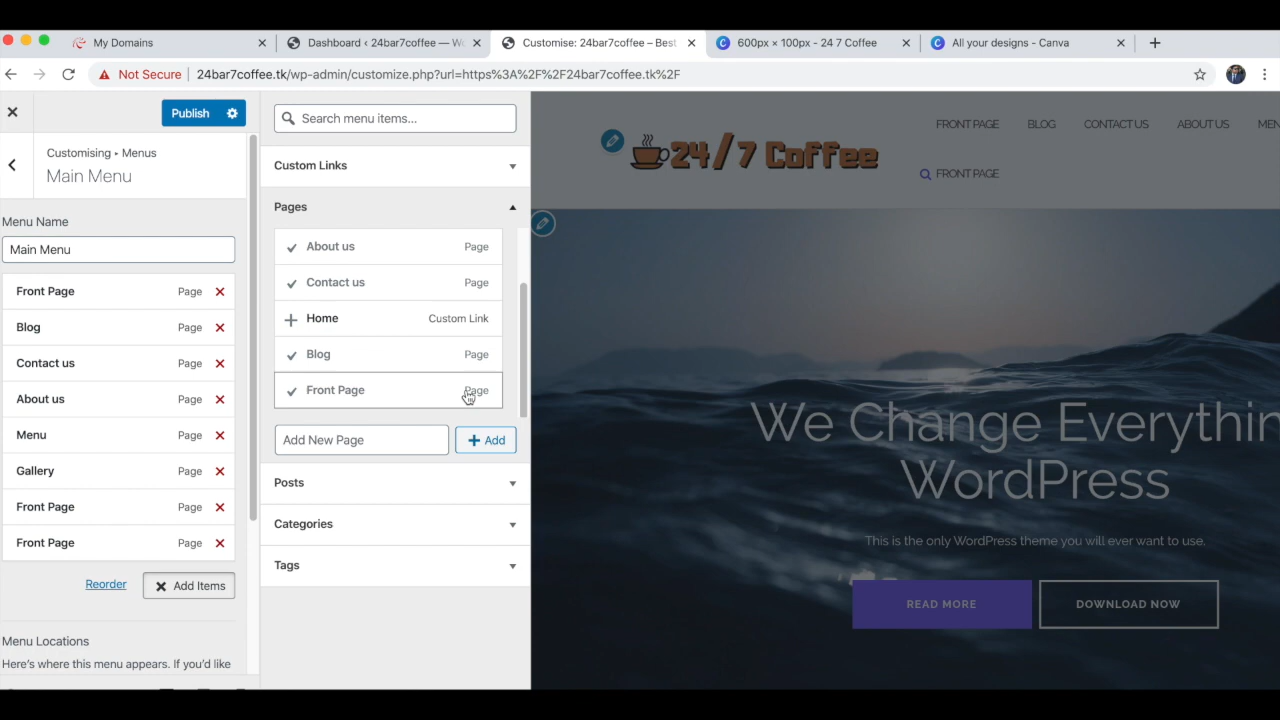 My Domains
Dashboard ‹ 24bar7coffee — Wo
Customise: 24bar7coffee – Best
600px × 100px - 24 7 Coffee
All your designs - Canva
Not Secure
24bar7coffee.tk/wp-admin/customize.php?url=https%3A%2F%2F24bar7coffee.tk%2F
Publish
Customising ▸ Menus
Main Menu
Menu Name
Main Menu
Front Page Page
Blog Page
Contact us Page
About us Page
Menu Page
Gallery Page
Front Page Page
Front Page Page
Reorder
Add Items
Menu Locations
Here's where this menu appears. If you'd like
Search menu items...
Custom Links
Pages
About us Page
Contact us Page
Home Custom Link
Blog Page
Front Page Page
Add New Page
Add
Posts
Categories
Tags
24/7 Coffee
FRONT PAGE BLOG CONTACT US ABOUT US MEN
FRONT PAGE
We Change Everythin
WordPress
This is the only WordPress theme you will ever want to use.
READ MORE
DOWNLOAD NOW